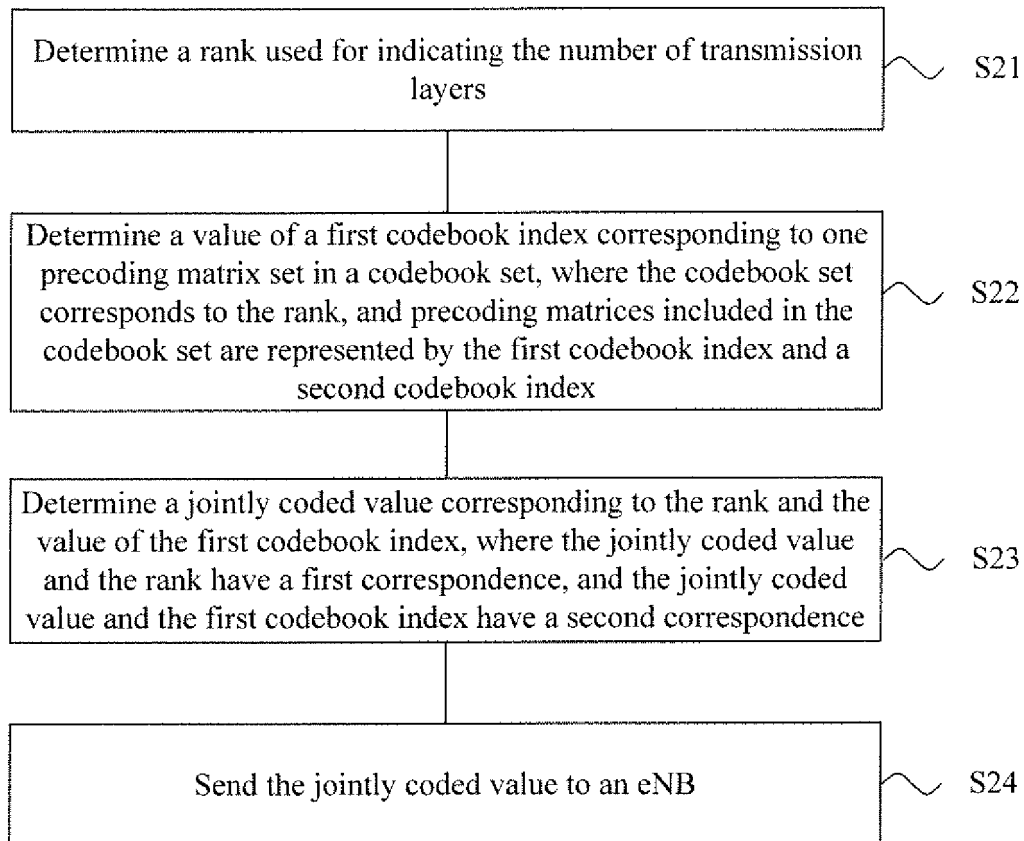 Determine a rank used for indicating the number of transmission
layers
S21
Determine a value of a first codebook index corresponding to one
precoding matrix set in a codebook set, where the codebook set
corresponds to the rank, and precoding matrices included in the
codebook set are represented by the first codebook index and a
second codebook index
S22
Determine a jointly coded value corresponding to the rank and the
value of the first codebook index, where the jointly coded value
and the rank have a first correspondence, and the jointly coded
value and the first codebook index have a second correspondence
S23
Send the jointly coded value to an eNB
S24